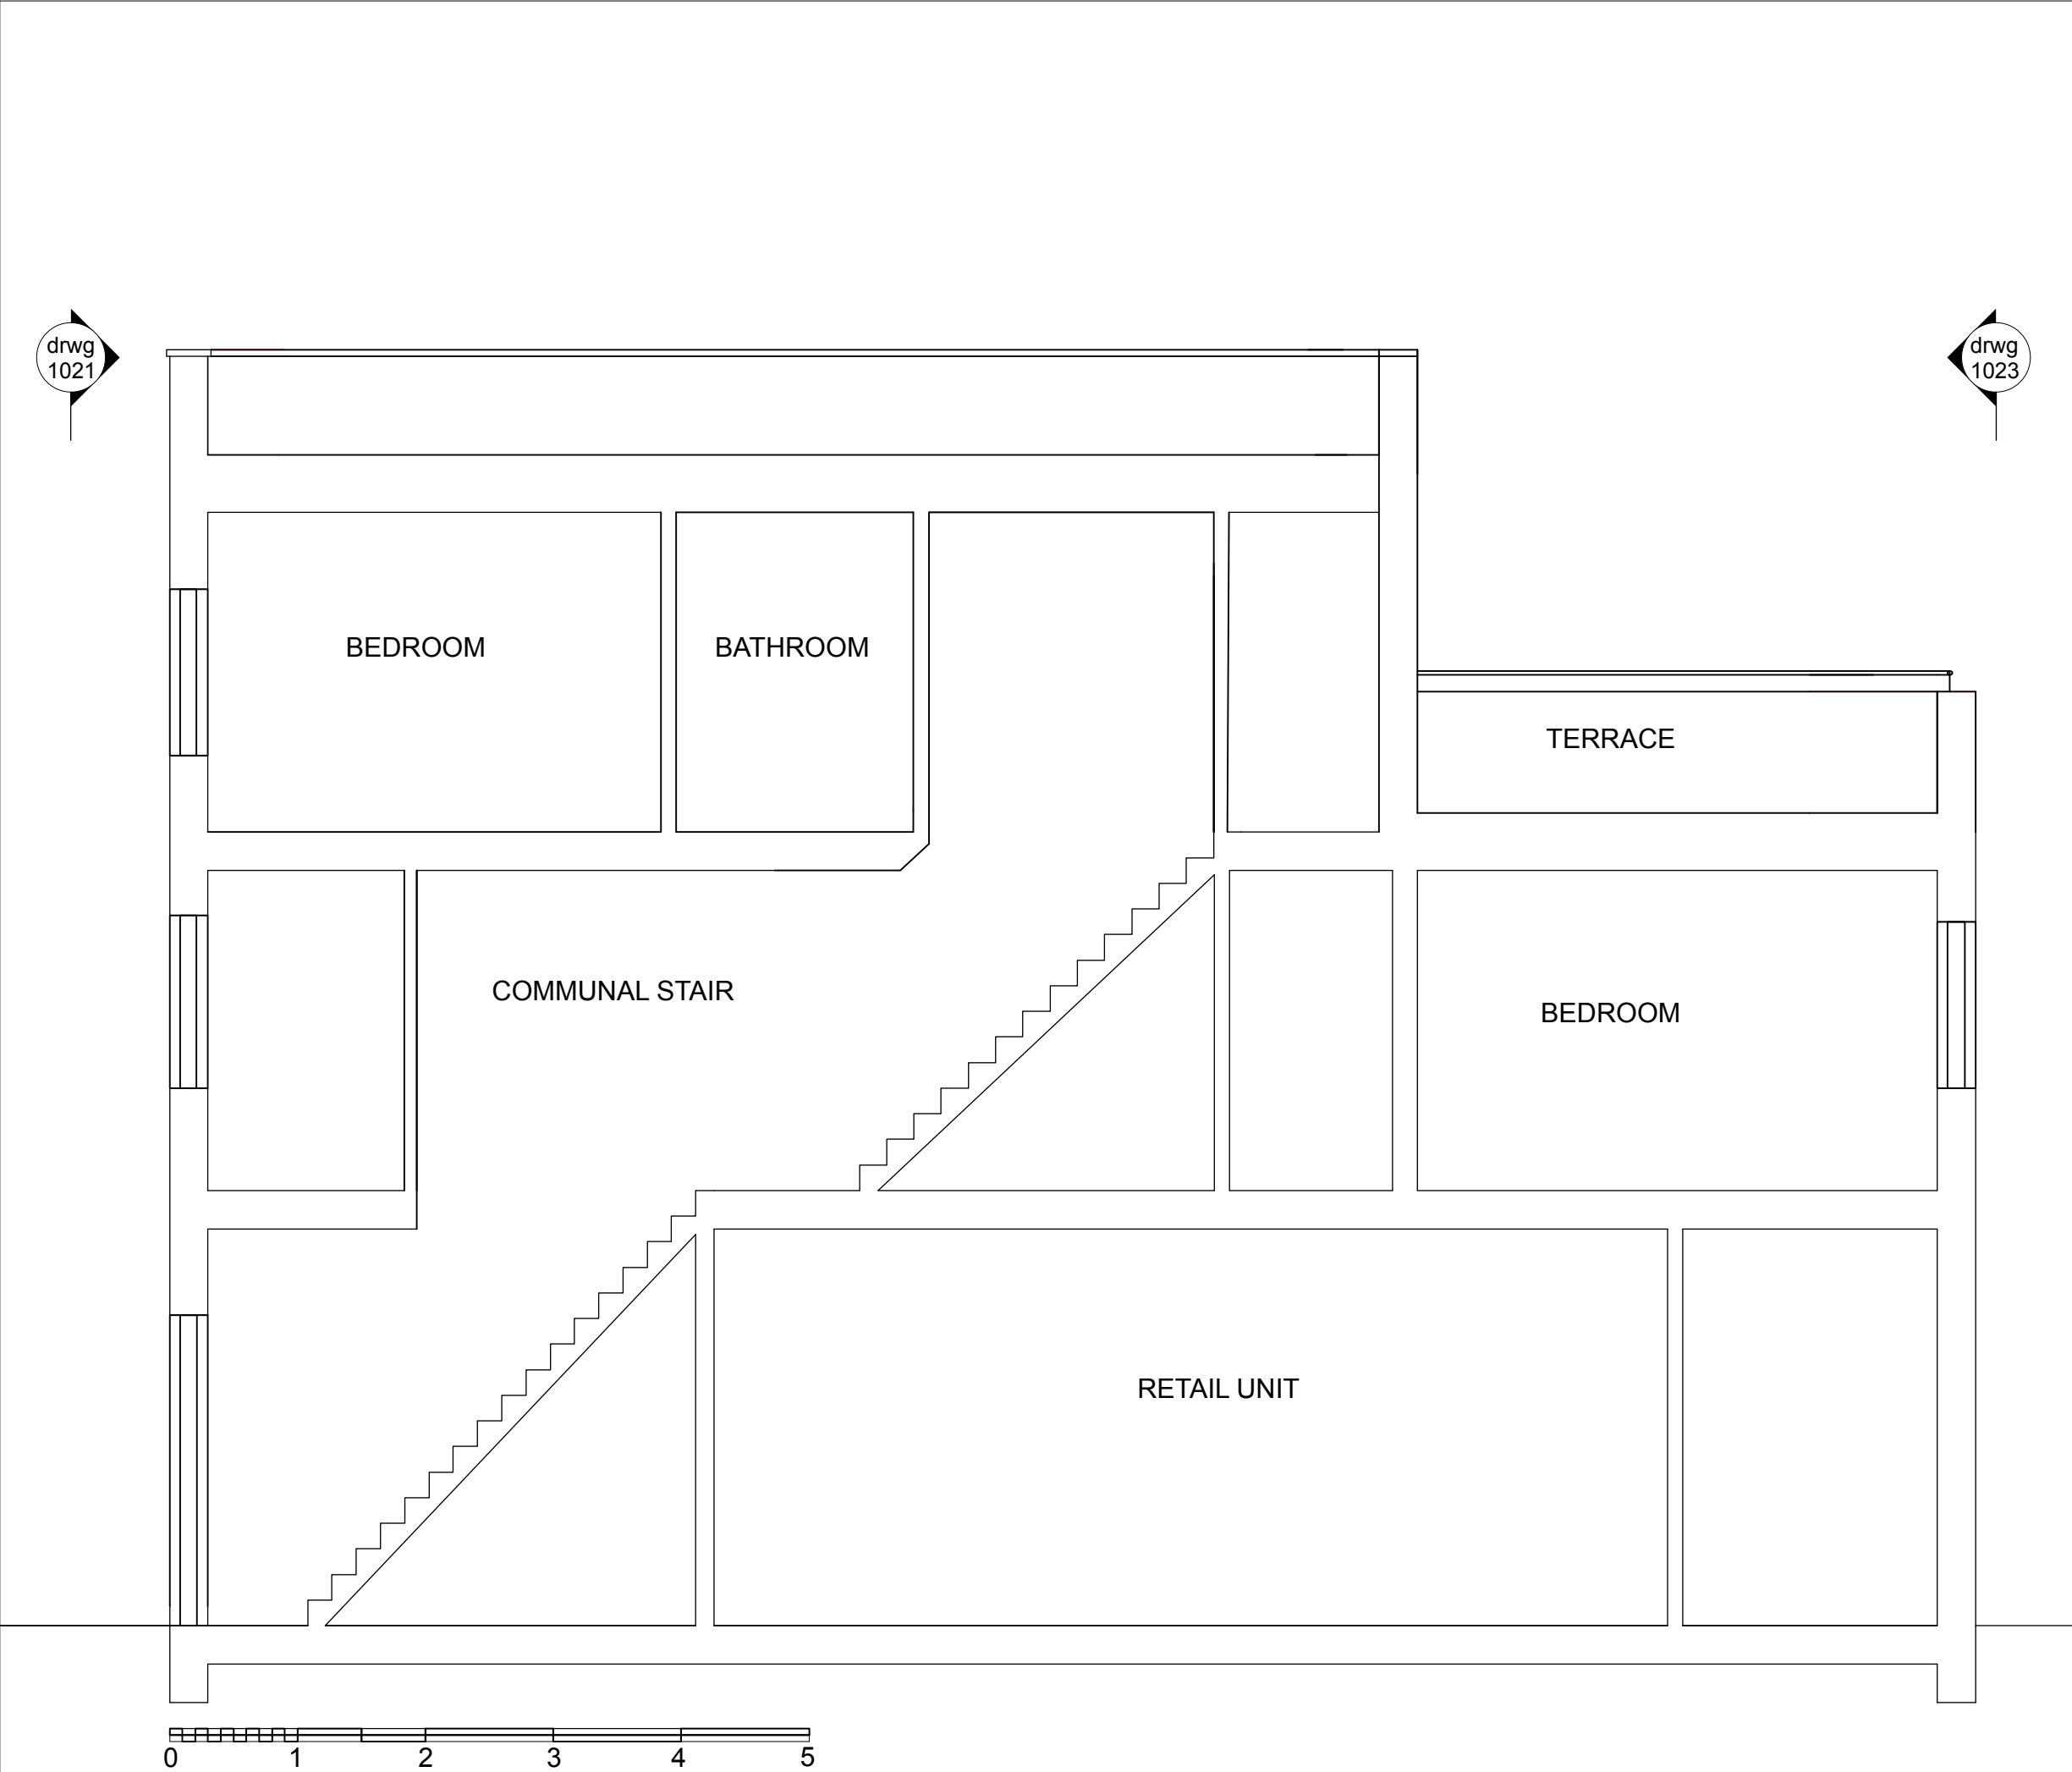 drwg
1021
drwg
1023
BEDROOM
BATHROOM
TERRACE
COMMUNAL STAIR
BEDROOM
RETAIL UNIT
0 1 2 3 4 5